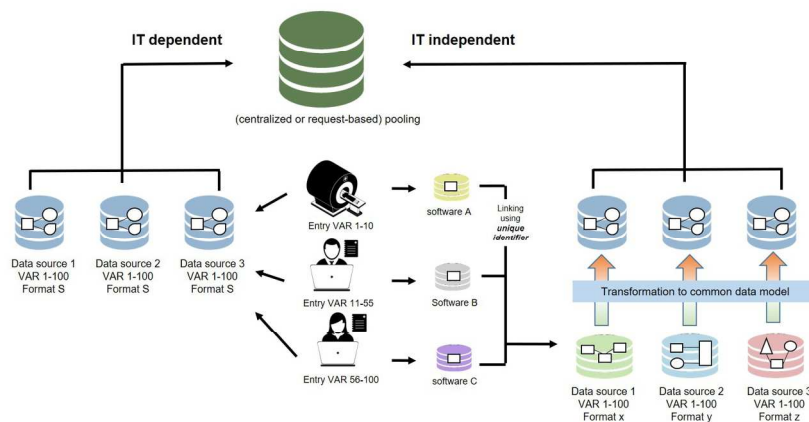 IT dependent
IT independent
(centralized or request-based) pooling
Data source 1
VAR 1-100
Format S
Data source 2
VAR 1-100
Format S
Data source 3
VAR 1-100
Format S
Entry VAR 1-10
Entry VAR 11-55
Entry VAR 56-100
software A
Software B
software C
Linking
using
unique
identifier
Transformation to common data model
Data source 1
VAR 1-100
Format x
Data source 2
VAR 1-100
Format y
Data source 3
VAR 1-100
Format z